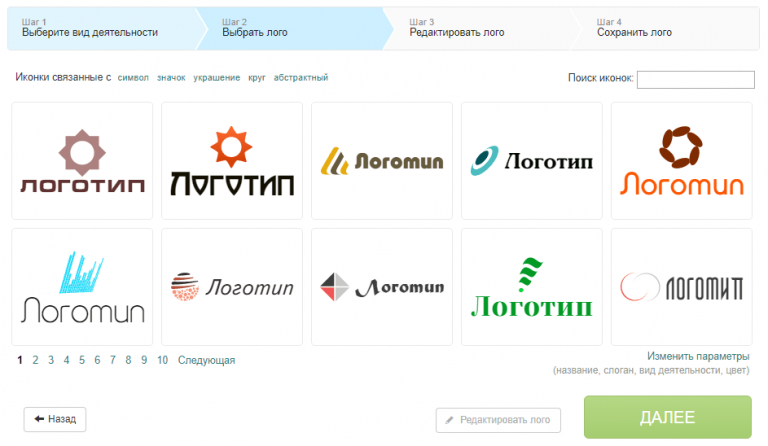 Шаг 1
Выберите вид деятельности
Шаг 2
Выбрать лого
Шаг 3
Редактировать лого
Шаг 4
Сохранить лого
Иконки связанные с символ значок украшение круг абстрактный
Поиск иконок:
ЛОГОТИП
ЛОГОТИП
Логотип
Логотип
Логотип
Логотип
Логотип
Логотип
Логотип
ЛОГОТИП
1 2 3 4 5 6 7 8 9 10 Следующая
Изменить параметры
(название, слоган, вид деятельности, цвет)
Назад
Редактировать лого
ДАЛЕЕ